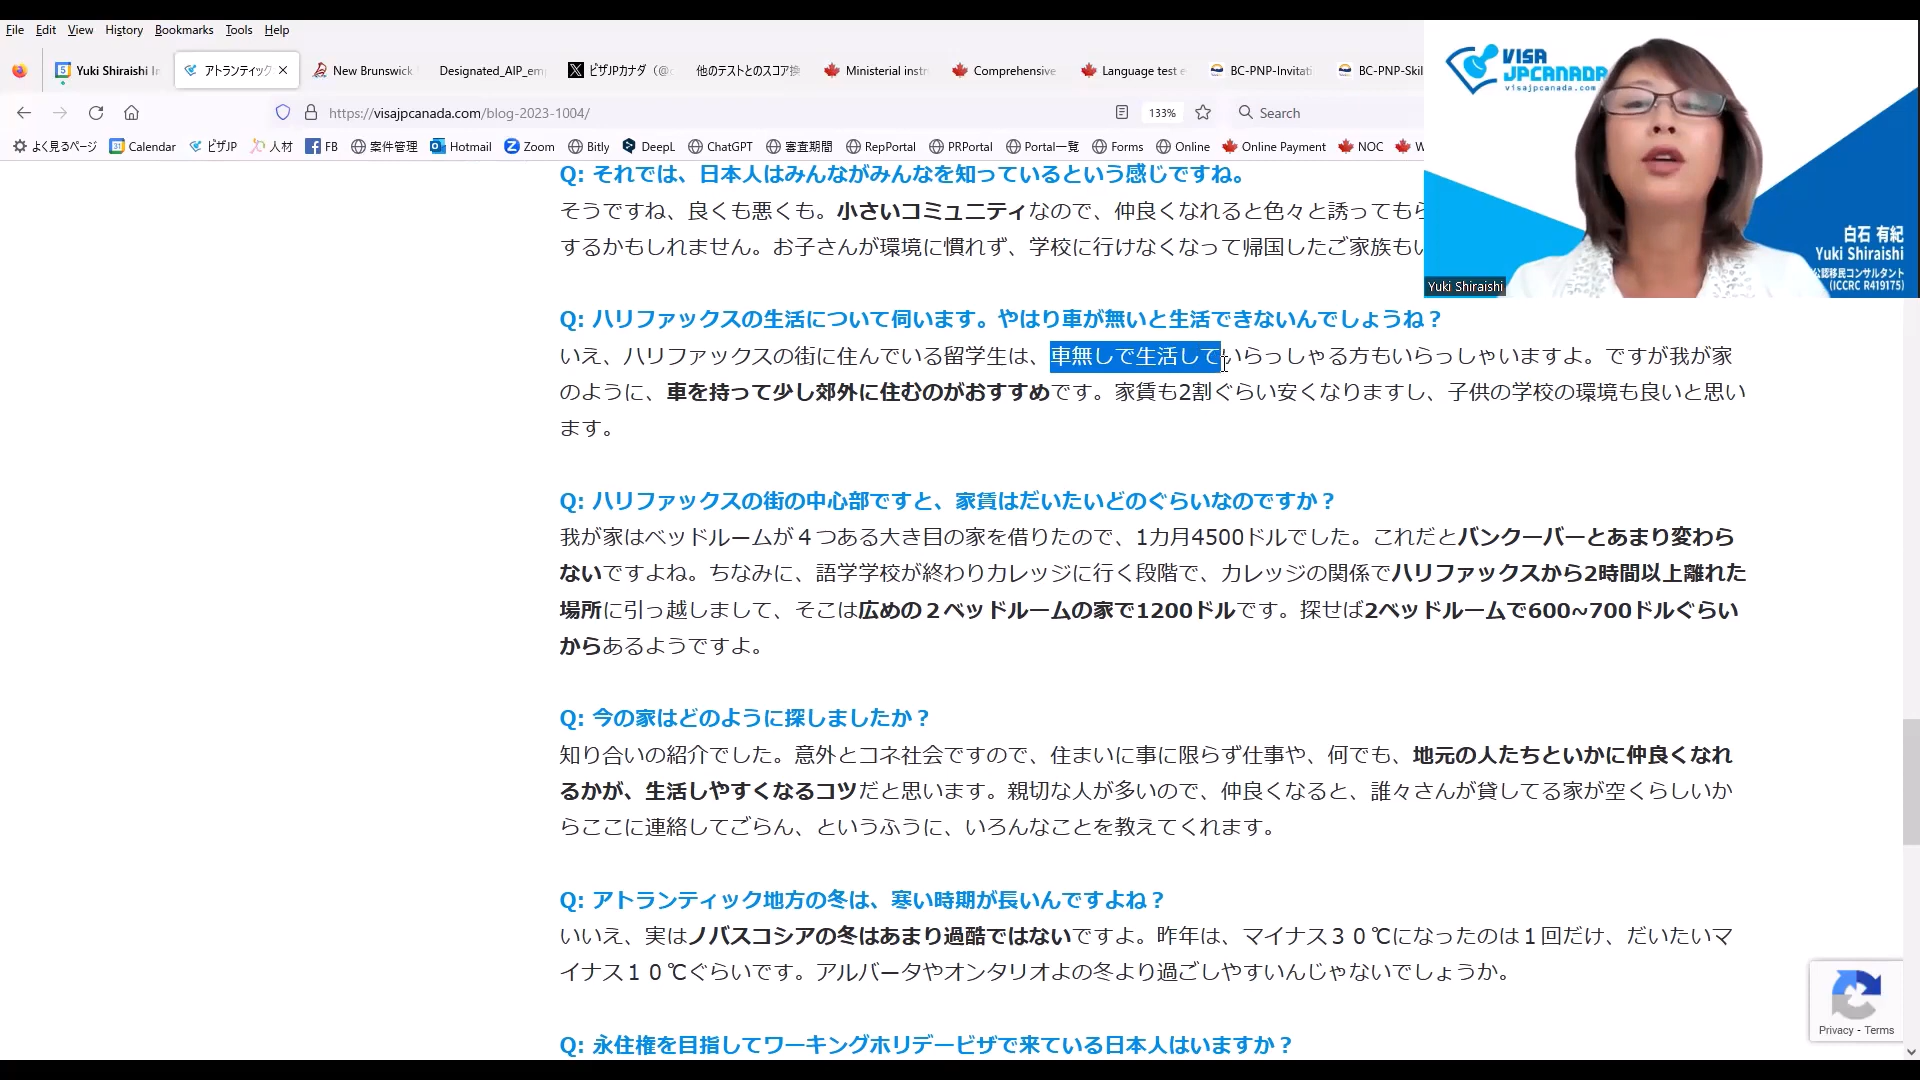 File Edit View History Bookmarks Tools Help
Yuki Shiraishi In
アトランティック
New Brunswick
Designated_AIP_em
ビザJPカナダ（@c
他のテストとのスコア換
Ministerial instr
Comprehensive
Language test e
BC-PNP-Invitati
BC-PNP-Skil
https://visajpcanada.com/blog-2023-1004/
133%
Search
よく見るページ Calendar ビザJP 人材 FB 案件管理 Hotmail Zoom Bitly DeepL ChatGPT 審査期間 RepPortal PRPortal Portal一覧 Forms Online Online Payment NOC W
VISA
JPCANADA
visajpcanada.com
白石 有紀
Yuki Shiraishi
公認移民コンサルタント
(ICCRC R419175)
Yuki Shiraishi
Q: それでは、日本人はみんながみんなを知っているという感じですね。
そうですね、良くも悪くも。小さいコミュニティなので、仲良くなれると色々と誘ってもら
するかもしれません。お子さんが環境に慣れず、学校に行けなくなって帰国したご家族もい
Q: ハリファックスの生活について伺います。やはり車が無いと生活できないんでしょうね？
いえ、ハリファックスの街に住んでいる留学生は、車無しで生活していらっしゃる方もいらっしゃいますよ。ですが我が家
のように、車を持って少し郊外に住むのがおすすめです。家賃も2割ぐらい安くなりますし、子供の学校の環境も良いと思い
ます。
Q: ハリファックスの街の中心部ですと、家賃はだいたいどのぐらいなのですか？
我が家はベッドルームが４つある大き目の家を借りたので、1カ月4500ドルでした。これだとバンクーバーとあまり変わら
ないですよね。ちなみに、語学学校が終わりカレッジに行く段階で、カレッジの関係でハリファックスから2時間以上離れた
場所に引っ越しまして、そこは広めの２ベッドルームの家で1200ドルです。探せば2ベッドルームで600~700ドルぐらい
からあるようですよ。
Q: 今の家はどのように探しましたか？
知り合いの紹介でした。意外とコネ社会ですので、住まいに事に限らず仕事や、何でも、地元の人たちといかに仲良くなれ
るかが、生活しやすくなるコツだと思います。親切な人が多いので、仲良くなると、誰々さんが貸してる家が空くらしいか
らここに連絡してごらん、というふうに、いろんなことを教えてくれます。
Q: アトランティック地方の冬は、寒い時期が長いんですよね？
いいえ、実はノバスコシアの冬はあまり過酷ではないですよ。昨年は、マイナス３０℃になったのは１回だけ、だいたいマ
イナス１０℃ぐらいです。アルバータやオンタリオよの冬より過ごしやすいんじゃないでしょうか。
Q: 永住権を目指してワーキングホリデービザで来ている日本人はいますか？
Privacy - Terms